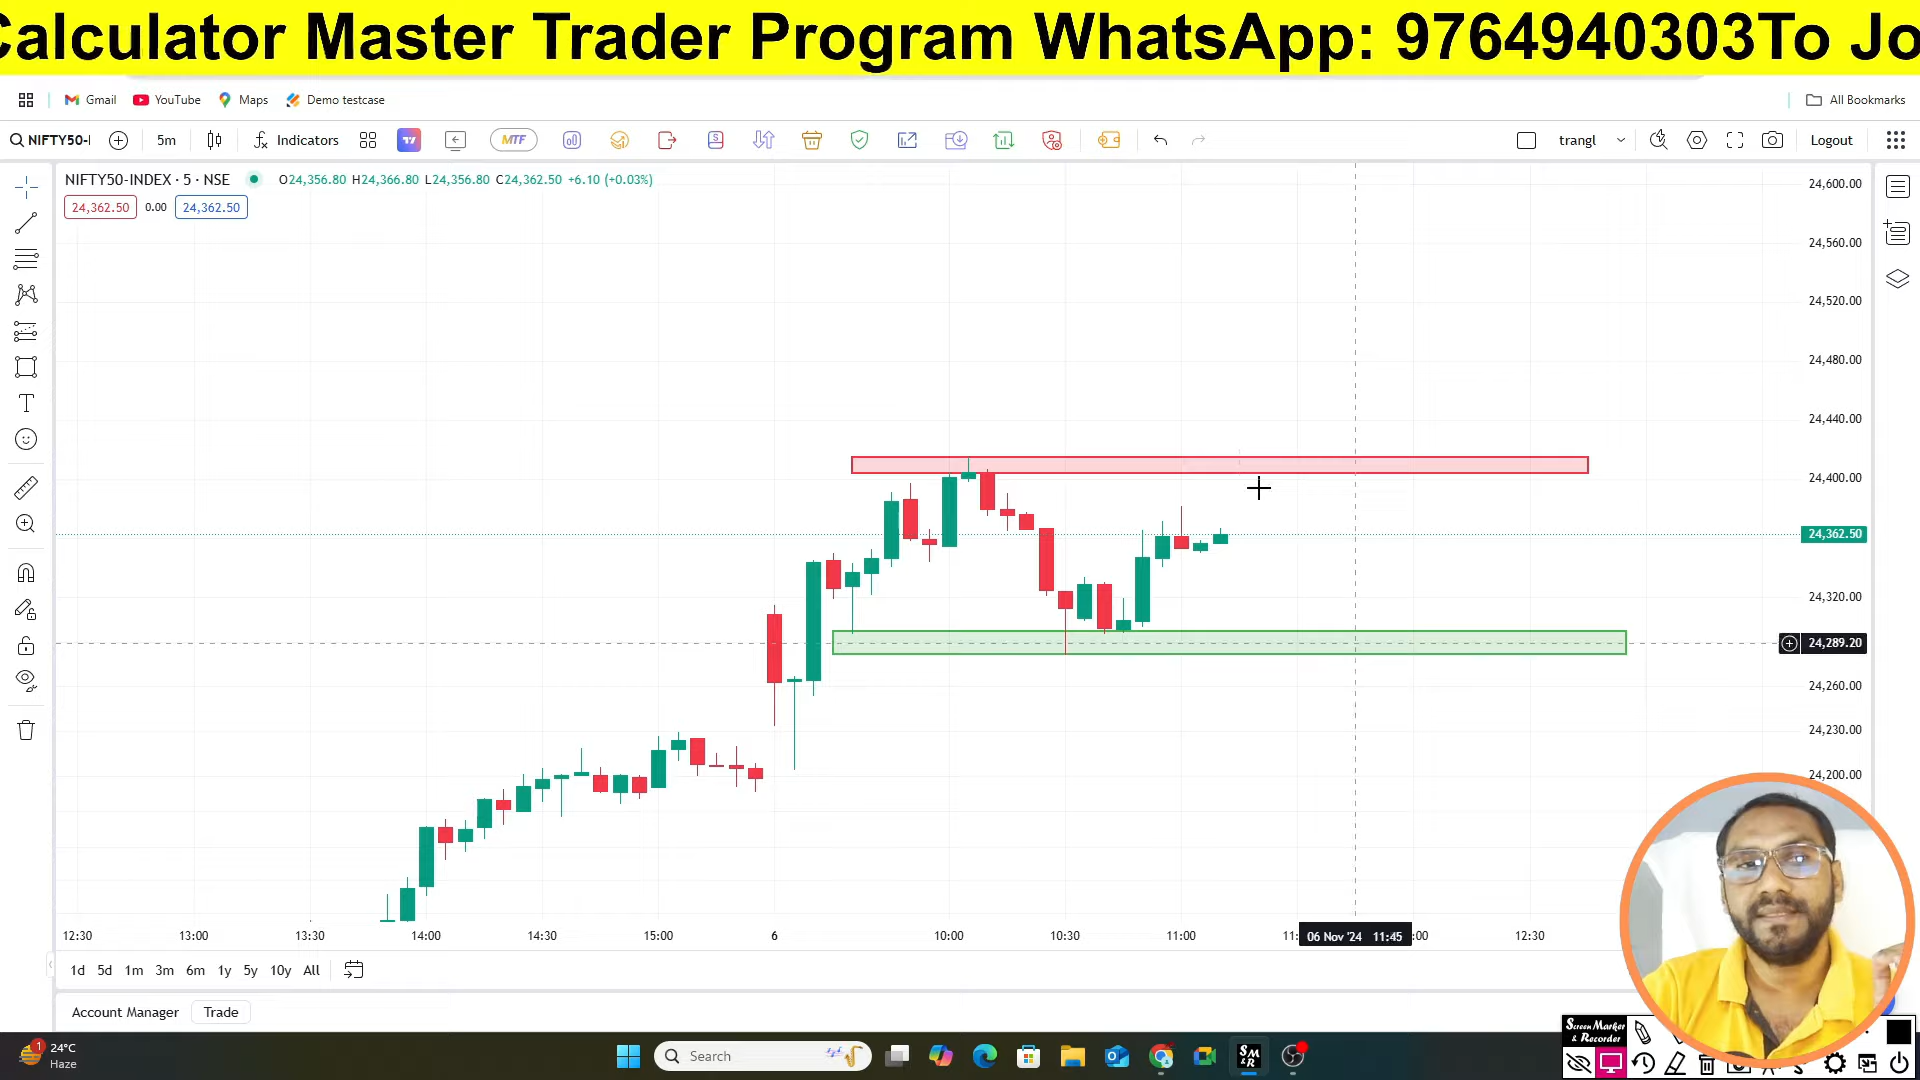 Calculator Master Trader Program WhatsApp: 9764940303To Jo
Gmail YouTube Maps Demo testcase All Bookmarks
NIFTY50-I 5m Indicators MTF trangl Logout
NIFTY50-INDEX · 5 · NSE O24,356.80 H24,366.80 L24,356.80 C24,362.50 +6.10 (+0.03%)
24,362.50 0.00 24,362.50
24,600.00
24,560.00
24,520.00
24,480.00
24,440.00
24,400.00
24,362.50
24,320.00
24,289.20
24,260.00
24,230.00
24,200.00
12:30 13:00 13:30 14:00 14:30 15:00 6 10:00 10:30 11:00 06 Nov '24 11:45 :00 12:30
1d 5d 1m 3m 6m 1y 5y 10y All
Account Manager Trade
Screen Marker
& Recorder
1 24°C
Haze
Search
SM
&R